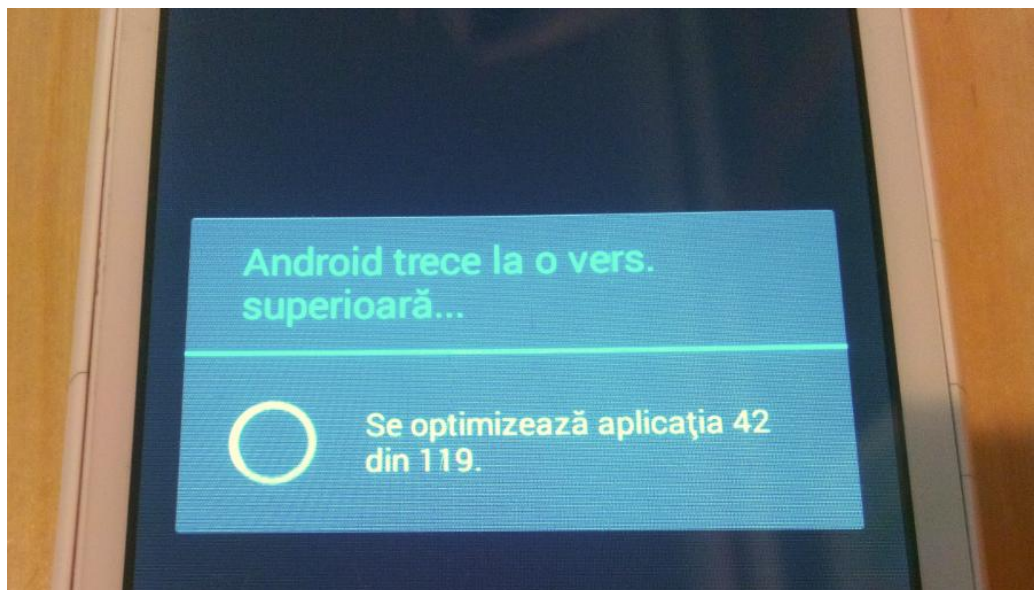 Android trece la o vers.
superioară...
Se optimizează aplicaţia 42
din 119.